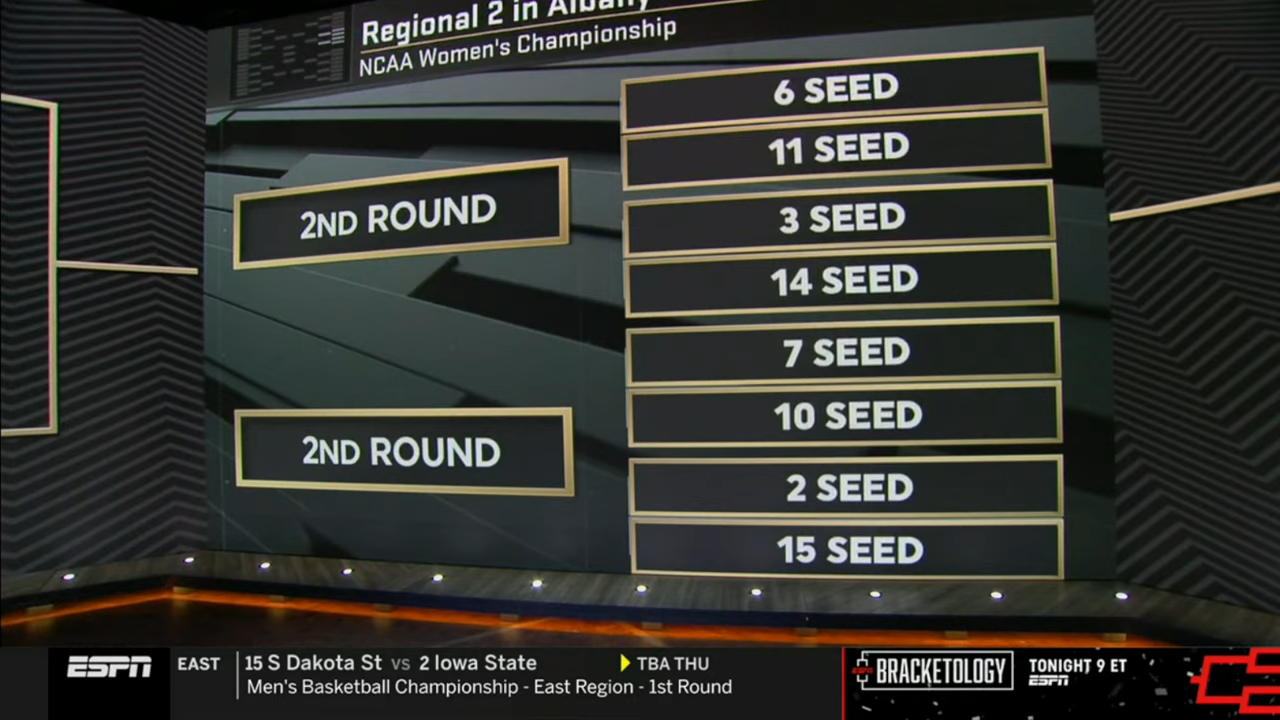 Regional 2 in Albany
NCAA Women's Championship
6 SEED
11 SEED
2ND ROUND
3 SEED
14 SEED
7 SEED
10 SEED
2ND ROUND
2 SEED
15 SEED
ESPN
EAST
15 S Dakota St vs 2 Iowa State
TBA THU
Men's Basketball Championship - East Region - 1st Round
ESPN BRACKETOLOGY
TONIGHT 9 ET
ESPN